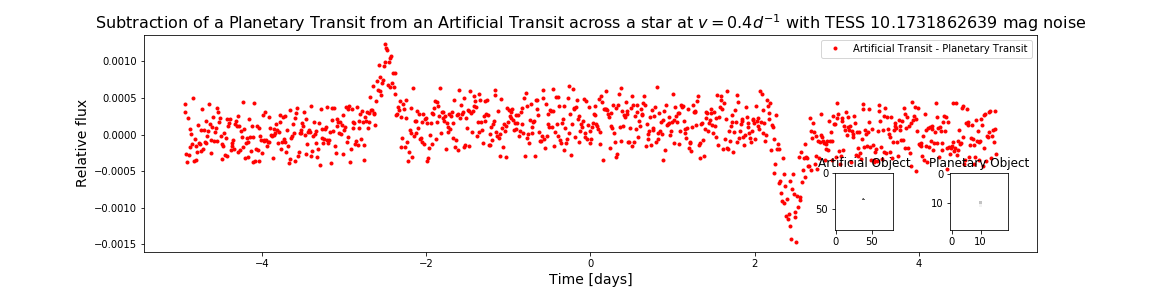 Subtraction of a Planetary Transit from an Artificial Transit across a star at v = 0.4d⁻¹ with TESS 10.1731862639 mag noise
Artificial Transit - Planetary Transit
Relative flux
0.0010
0.0005
0.0000
−0.0005
−0.0010
−0.0015
Artificial Object
0
50
0 50
Planetary Object
0
10
0 10
−4 −2 0 2 4
Time [days]